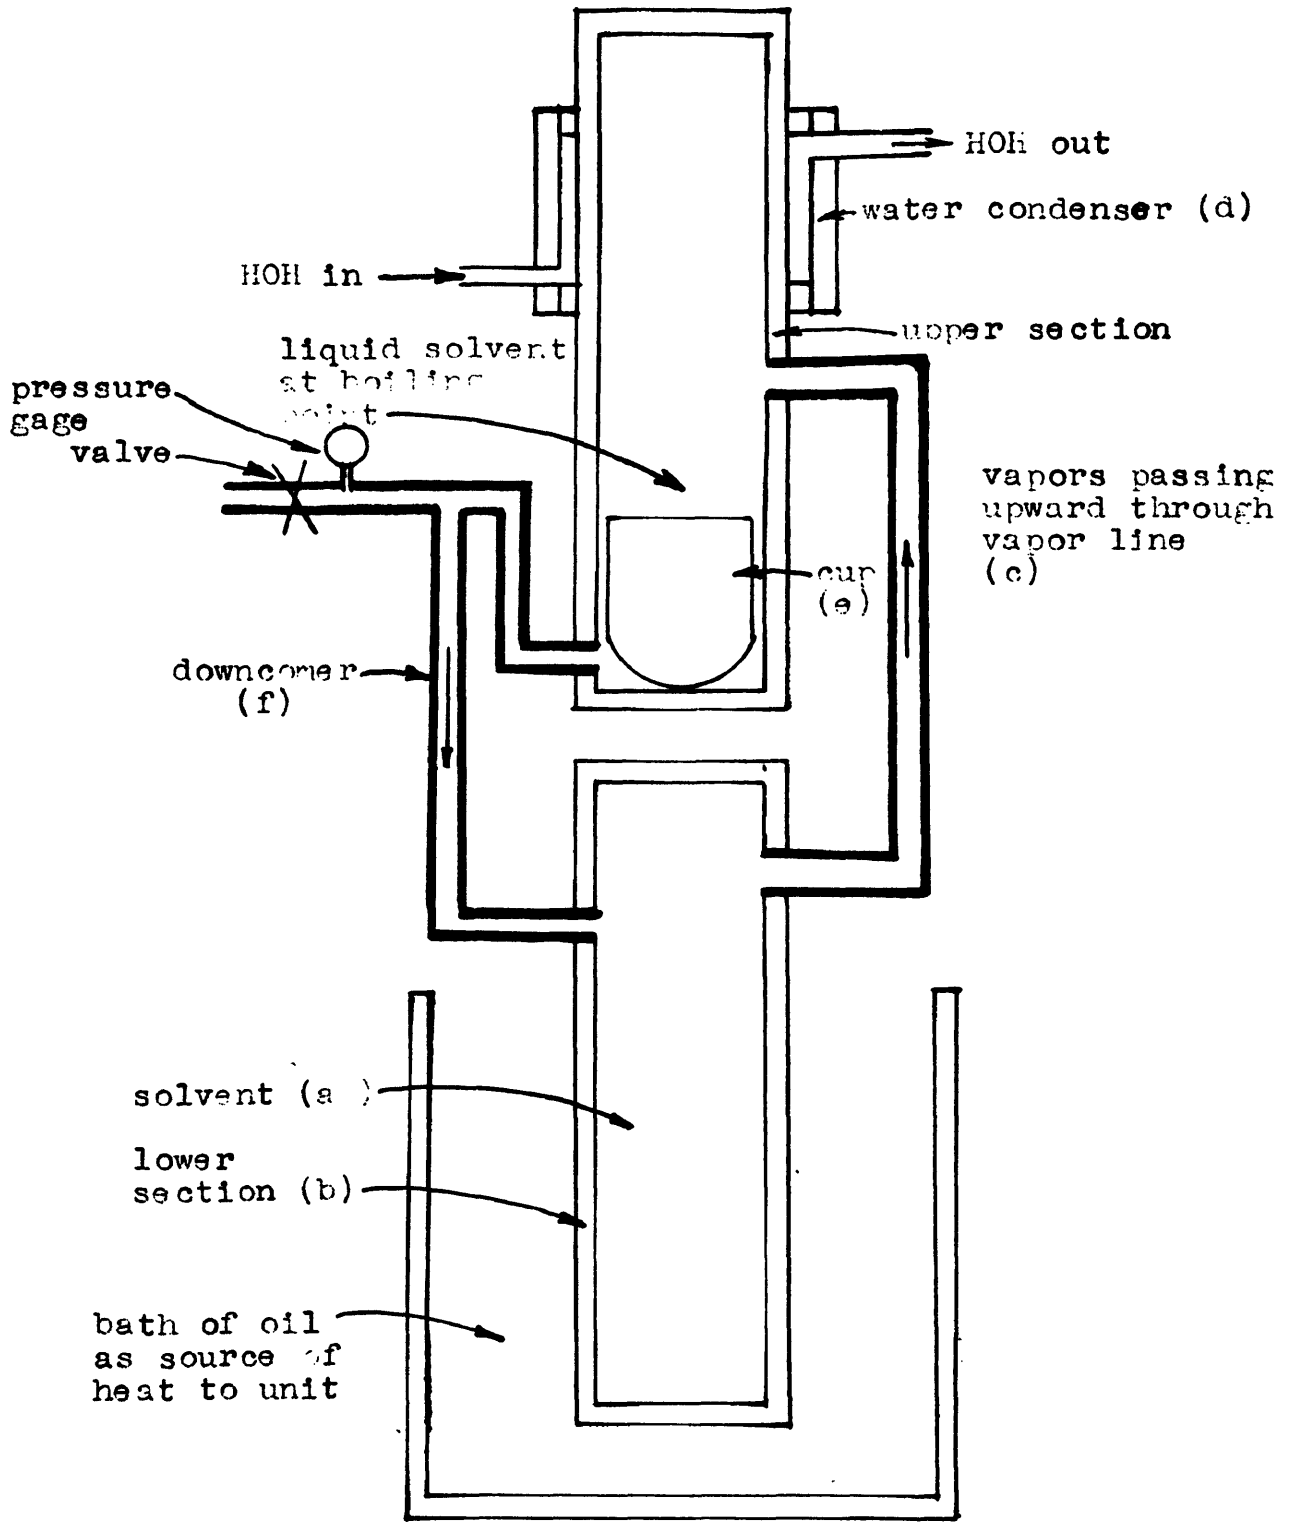 HOH out
water condenser (d)
HOH in
upper section
liquid solvent
at boiling
point
pressure
gage
valve
vapors passing
upward through
vapor line
(c)
cup
(e)
downcomer
(f)
solvent (a )
lower
section (b)
bath of oil
as source of
heat to unit